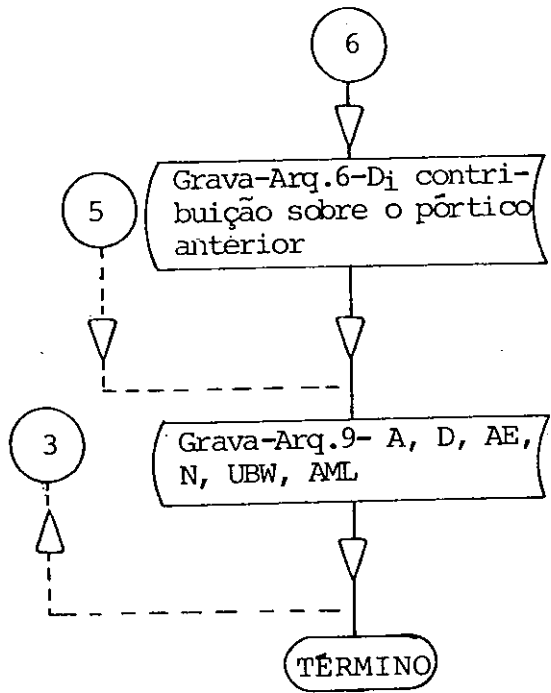 6
Grava-Arq.6-Di contri-
buição sobre o pórtico
anterior
5
Grava-Arq.9- A, D, AE,
N, UBW, AML
3
TÉRMINO